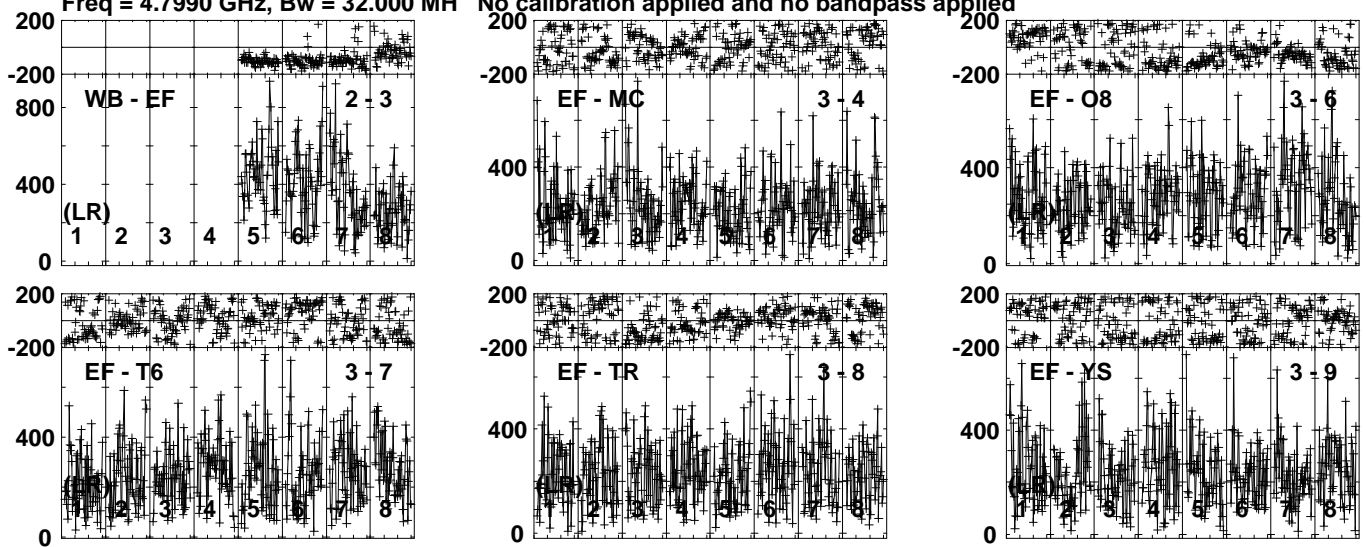 Freq = 4.7990 GHz, Bw = 32.000 MH No calibration applied and no bandpass applied
200
-200
WB - EF 2 - 3
800
400
(LR)
1 2 3 4 5 6 7 8
0
200
-200
EF - MC 3 - 4
400
(LR)
1 2 3 4 5 6 7 8
0
200
-200
EF - O8 3 - 6
400
(LR)
1 2 3 4 5 6 7 8
0
200
-200
EF - T6 3 - 7
400
(LR)
1 2 3 4 5 6 7 8
0
200
-200
EF - TR 3 - 8
400
(LR)
1 2 3 4 5 6 7 8
0
200
-200
EF - YS 3 - 9
400
(LR)
1 2 3 4 5 6 7 8
0